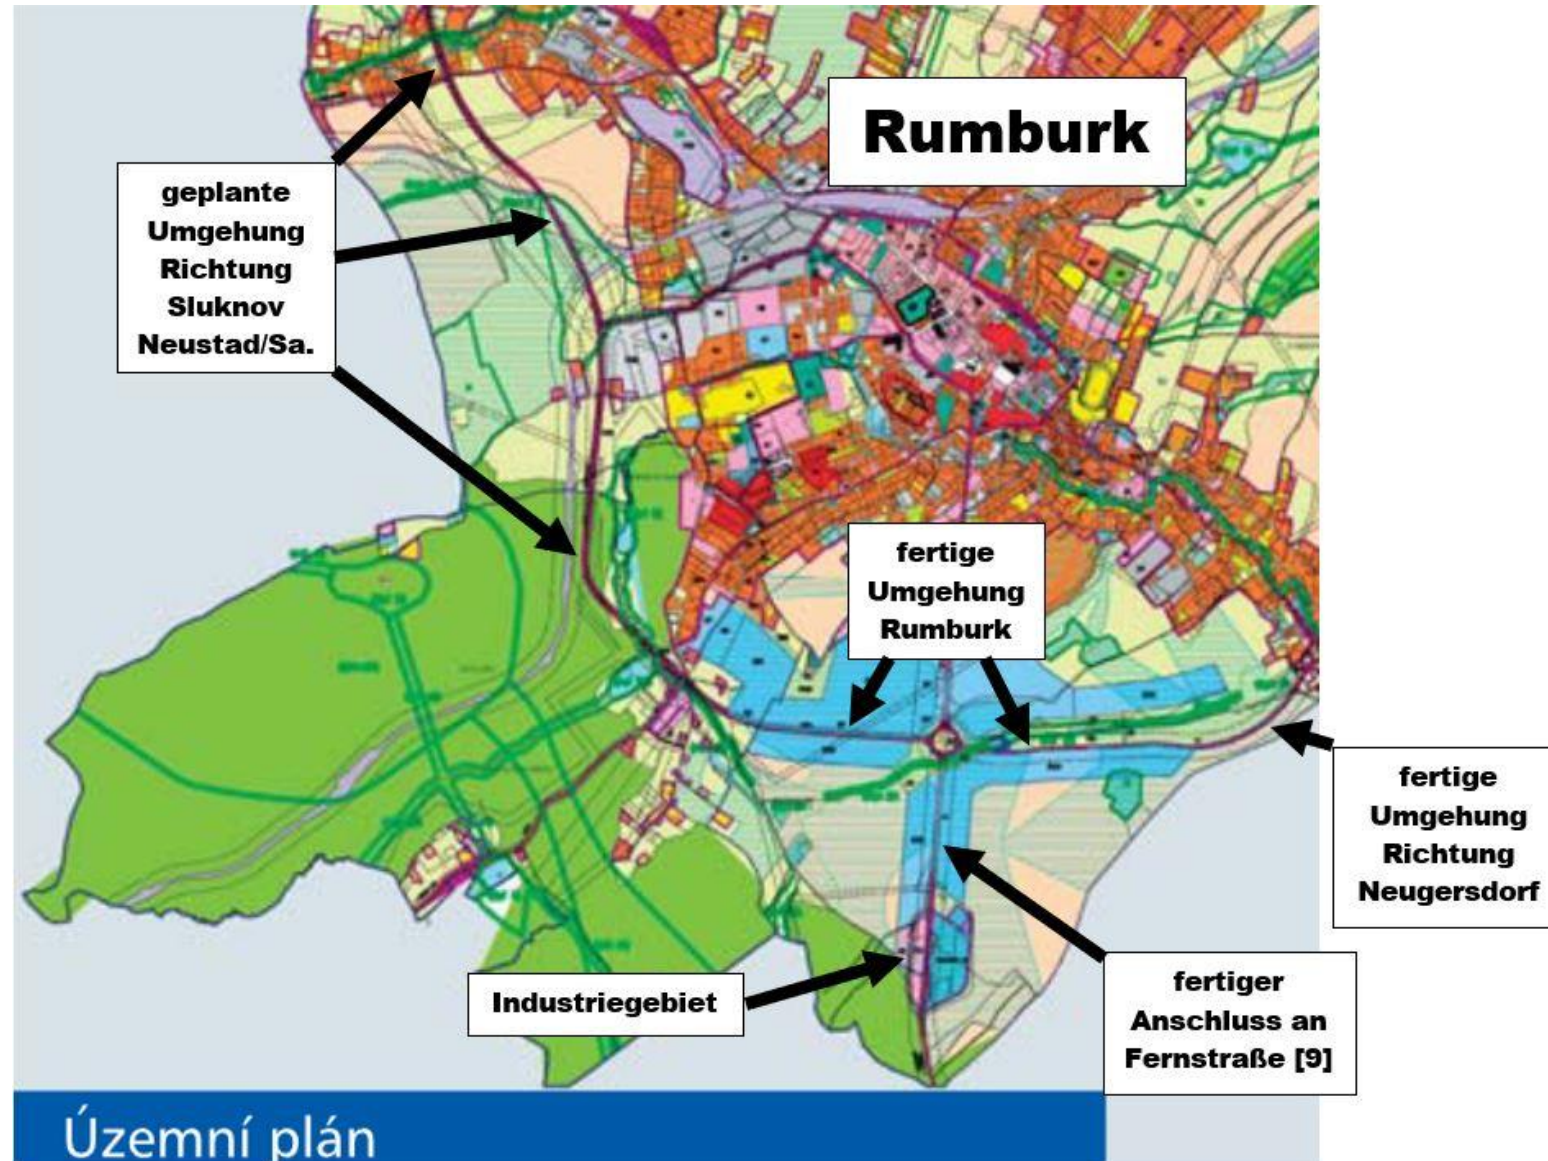 Rumburk
geplante
Umgehung
Richtung
Sluknov
Neustad/Sa.
fertige
Umgehung
Rumburk
fertige
Umgehung
Richtung
Neugersdorf
Industriegebiet
fertiger
Anschluss an
Fernstraße [9]
Územní plán